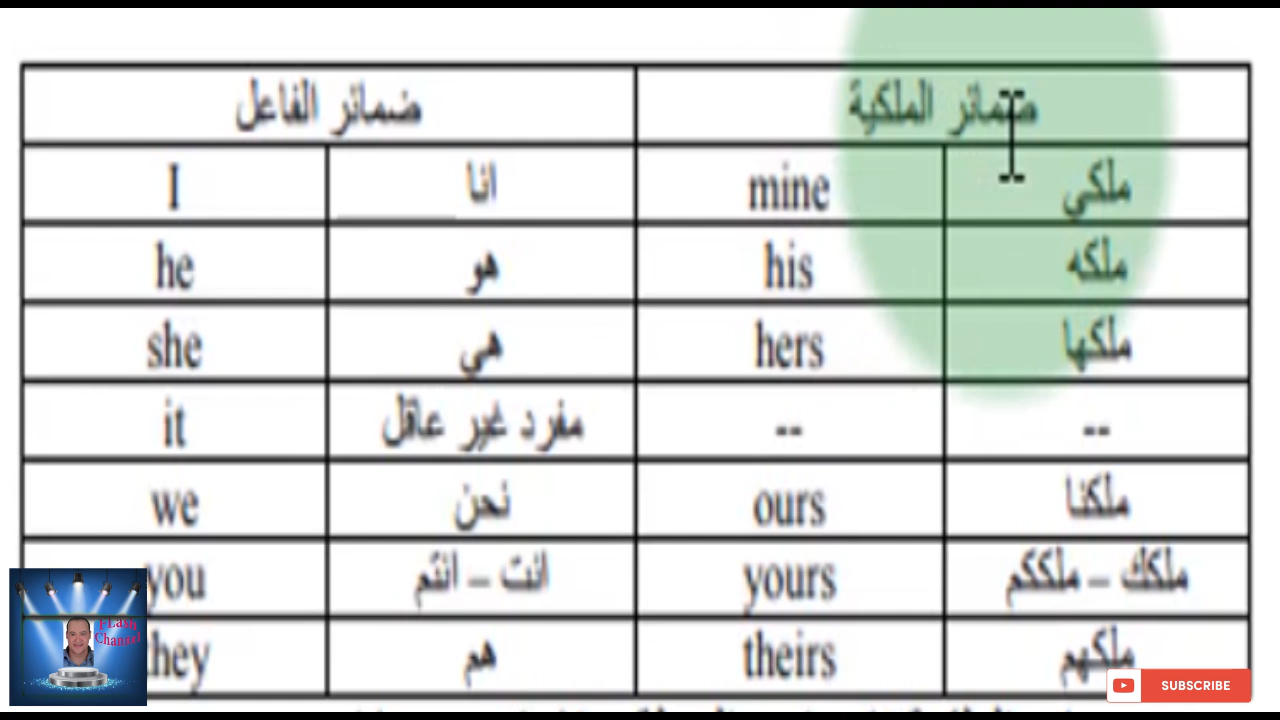 ضمائر الفاعل ضمائر الملكية
I انا mine ملكي
he هو his ملكه
she هي hers ملكها
it مفرد غير عاقل -- --
we نحن ours ملكنا
you انت – انتم yours ملكك – ملككم
they هم theirs ملكهم
FLash
Channel
SUBSCRIBE